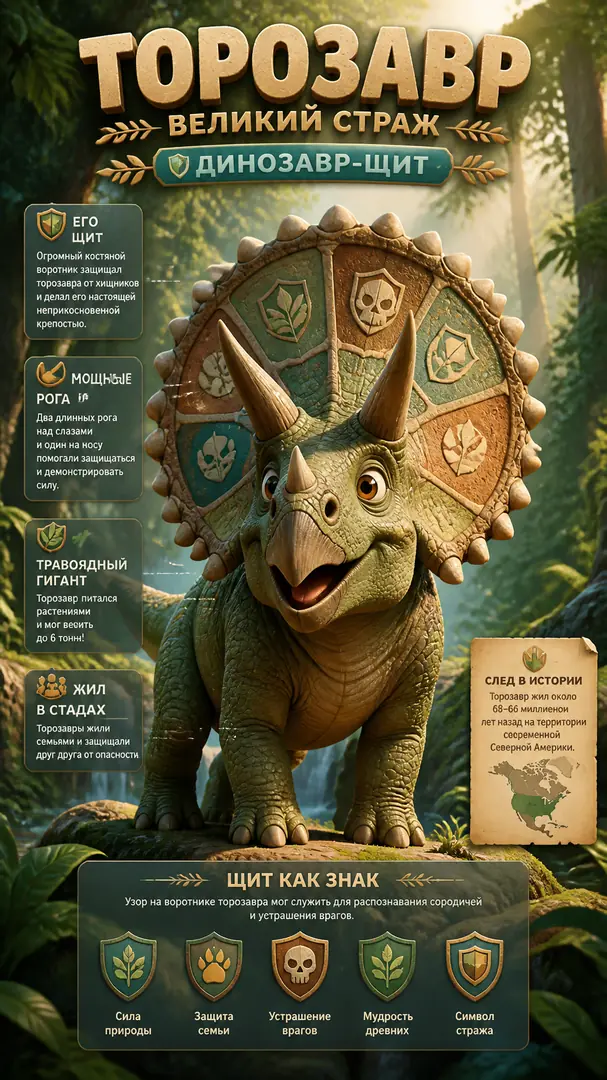 ТОРОЗАВР
ВЕЛИКИЙ СТРАЖ
ДИНОЗАВР-ЩИТ
ЕГО
ЩИТ
Огромный костяной
воротник защищал
торозавра от хищников
и делал его настоящей
неприкосновенной
крепостью.
РОГА
Два длинных рога
над слазами
и один на носу
помогали защищаться
и демонстрировать
силу.
ТРАВОЯДНЫЙ
ГИГАНТ
Торозавр питался
растениями
и мог весить
до 6 тонн!
ЖИЛ
В СТАДАХ
Торозавры жили
семьями и защищали
друг друга от опасности
СЛЕД В ИСТОРИИ
Торозавр жил около
68–66 миллиеной
лет назад на территории
современной
Северной Америки.
ЩИТ КАК ЗНАК
Узор на воротнике торозавра мог служить для распознавания сородичей
и устрашения врагов.
Сила
природы
Защита
семьи
Устрашение
врагов
Мудрость
древних
Символ
стража